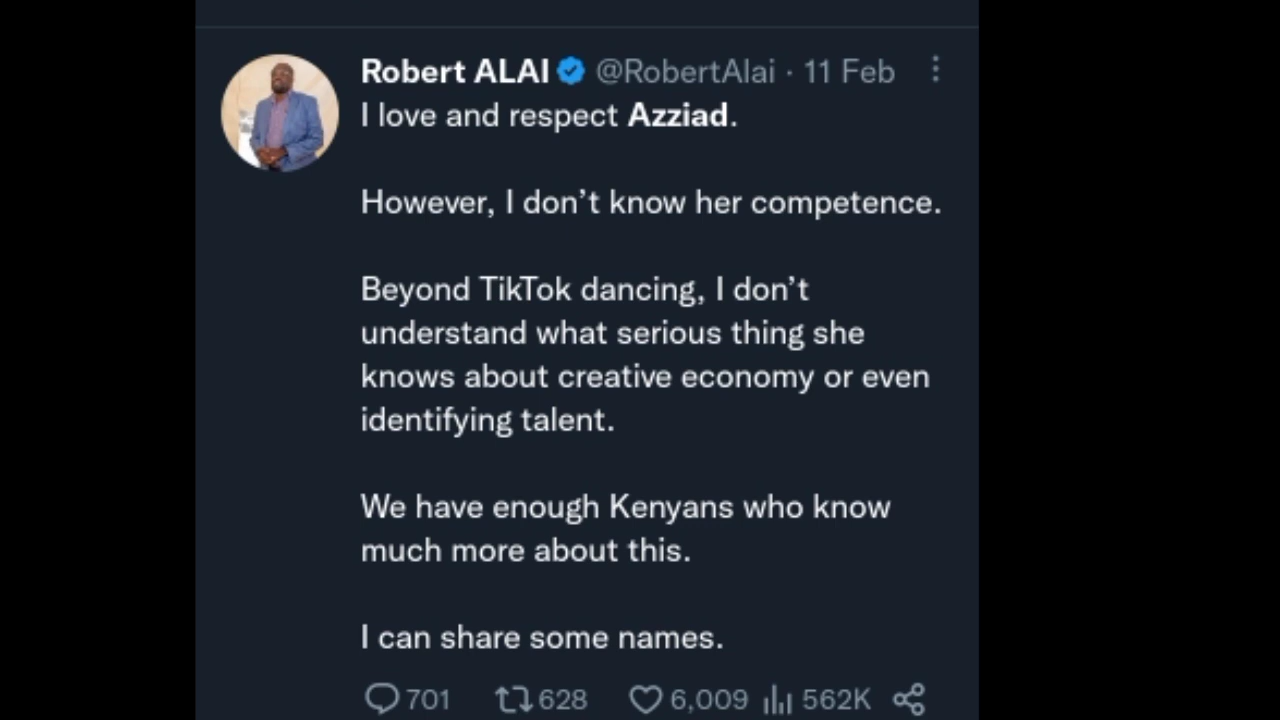 Robert ALAI @RobertAlai · 11 Feb
I love and respect Azziad.
However, I don’t know her competence.
Beyond TikTok dancing, I don’t
understand what serious thing she
knows about creative economy or even
identifying talent.
We have enough Kenyans who know
much more about this.
I can share some names.
701 628 6,009 562K